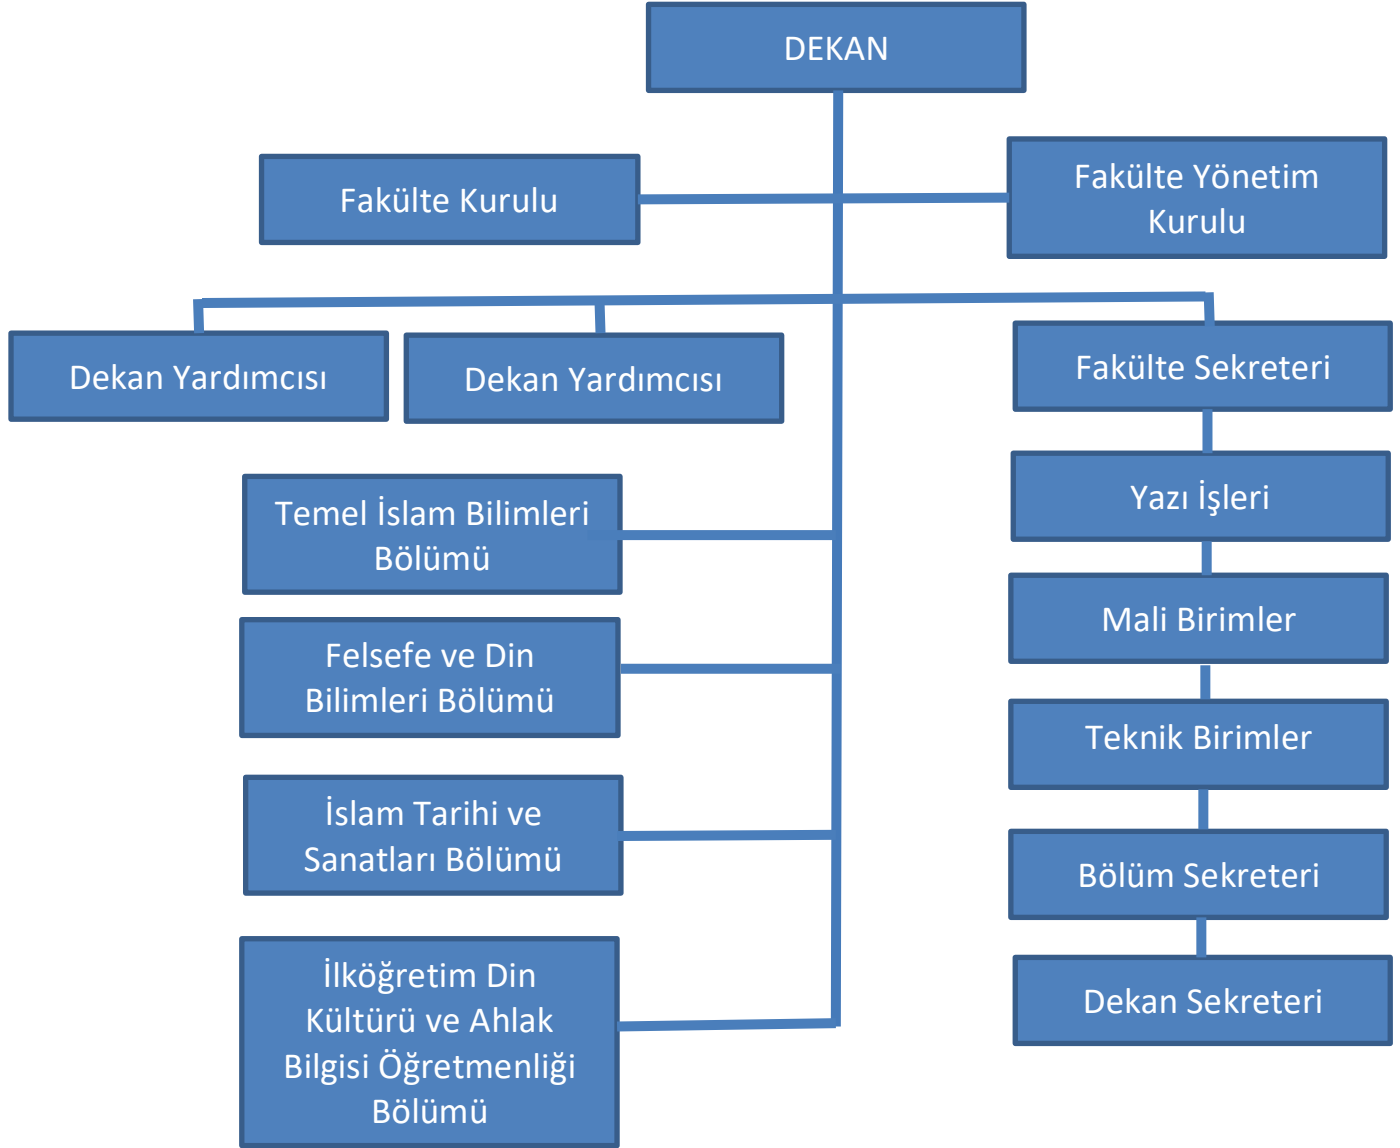 DEKAN
Fakülte Kurulu
Fakülte Yönetim
Kurulu
Dekan Yardımcısı
Dekan Yardımcısı
Fakülte Sekreteri
Temel İslam Bilimleri
Bölümü
Felsefe ve Din
Bilimleri Bölümü
İslam Tarihi ve
Sanatları Bölümü
İlköğretim Din
Kültürü ve Ahlak
Bilgisi Öğretmenliği
Bölümü
Yazı İşleri
Mali Birimler
Teknik Birimler
Bölüm Sekreteri
Dekan Sekreteri